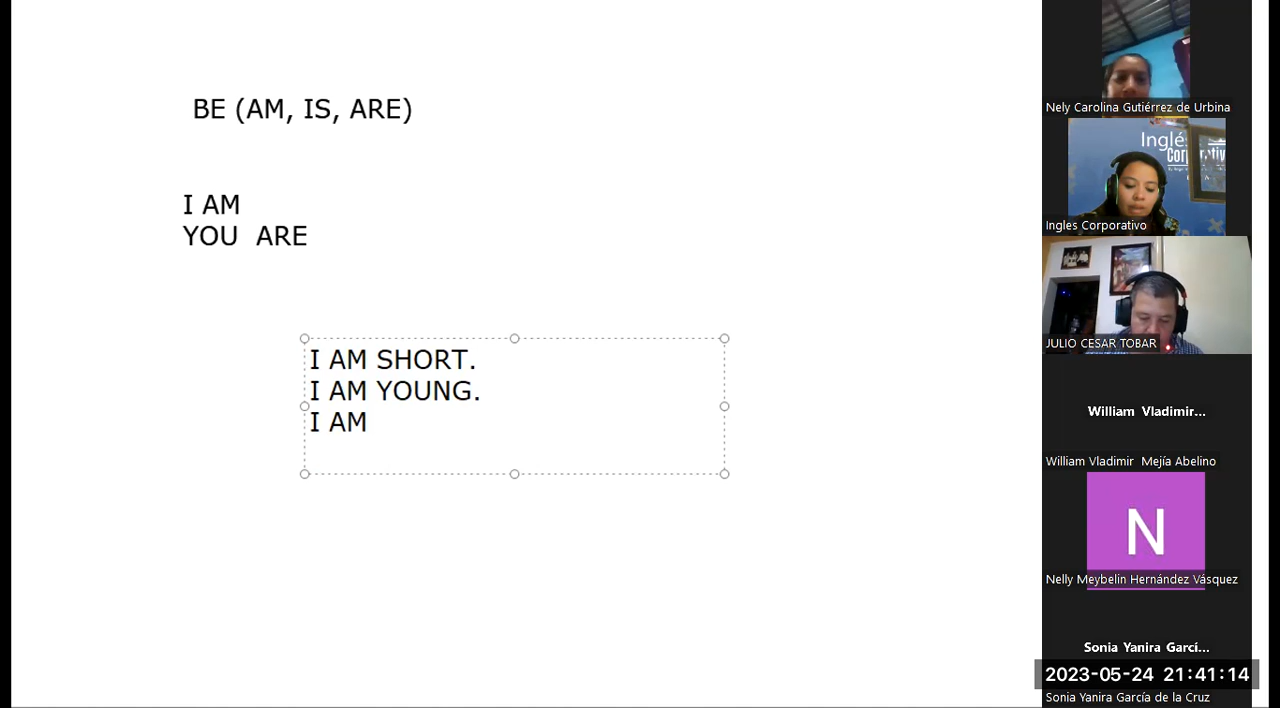 BE (AM, IS, ARE)
I AM
YOU ARE
I AM SHORT.
I AM YOUNG.
I AM
Nely Carolina Gutiérrez de Urbina
Ingles Corporativo
JULIO CESAR TOBAR
William Vladimir...
William Vladimir Mejía Abelino
N
Nelly Meybelin Hernández Vásquez
Sonia Yanira Garcí...
2023-05-24 21:41:14
Sonia Yanira García de la Cruz